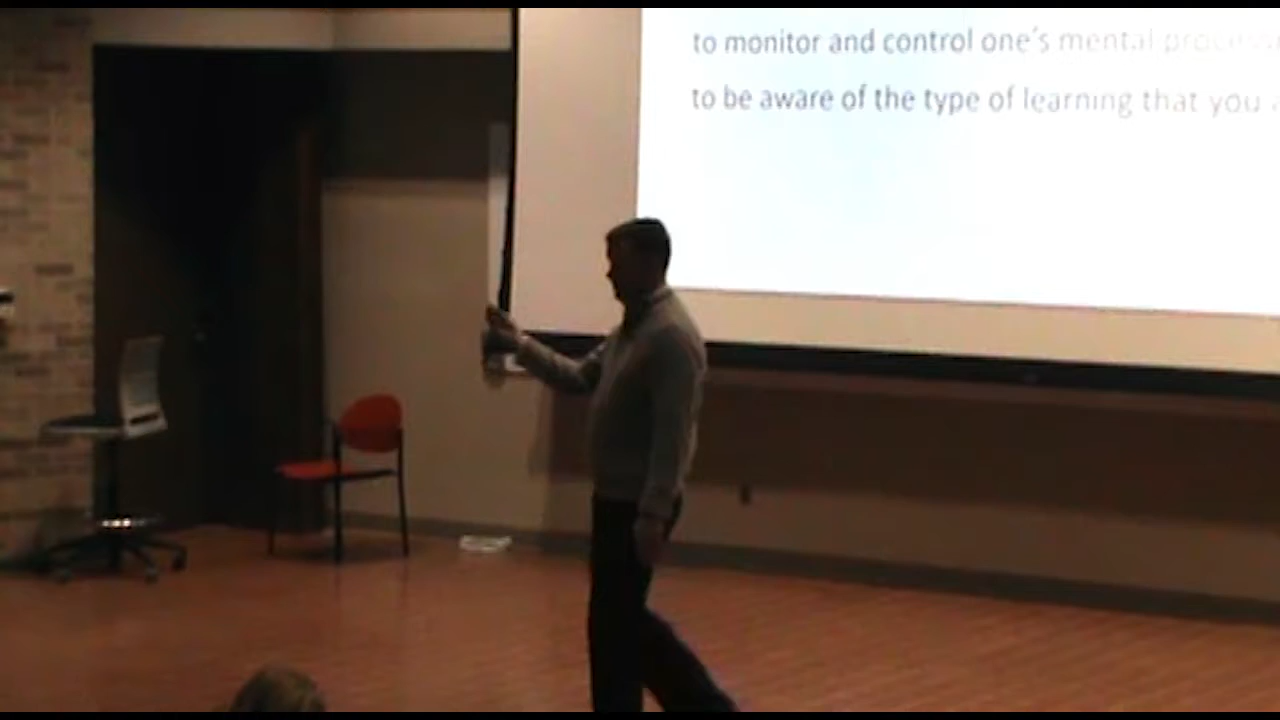 to monitor and control one's mental
to be aware of the type of learning that you